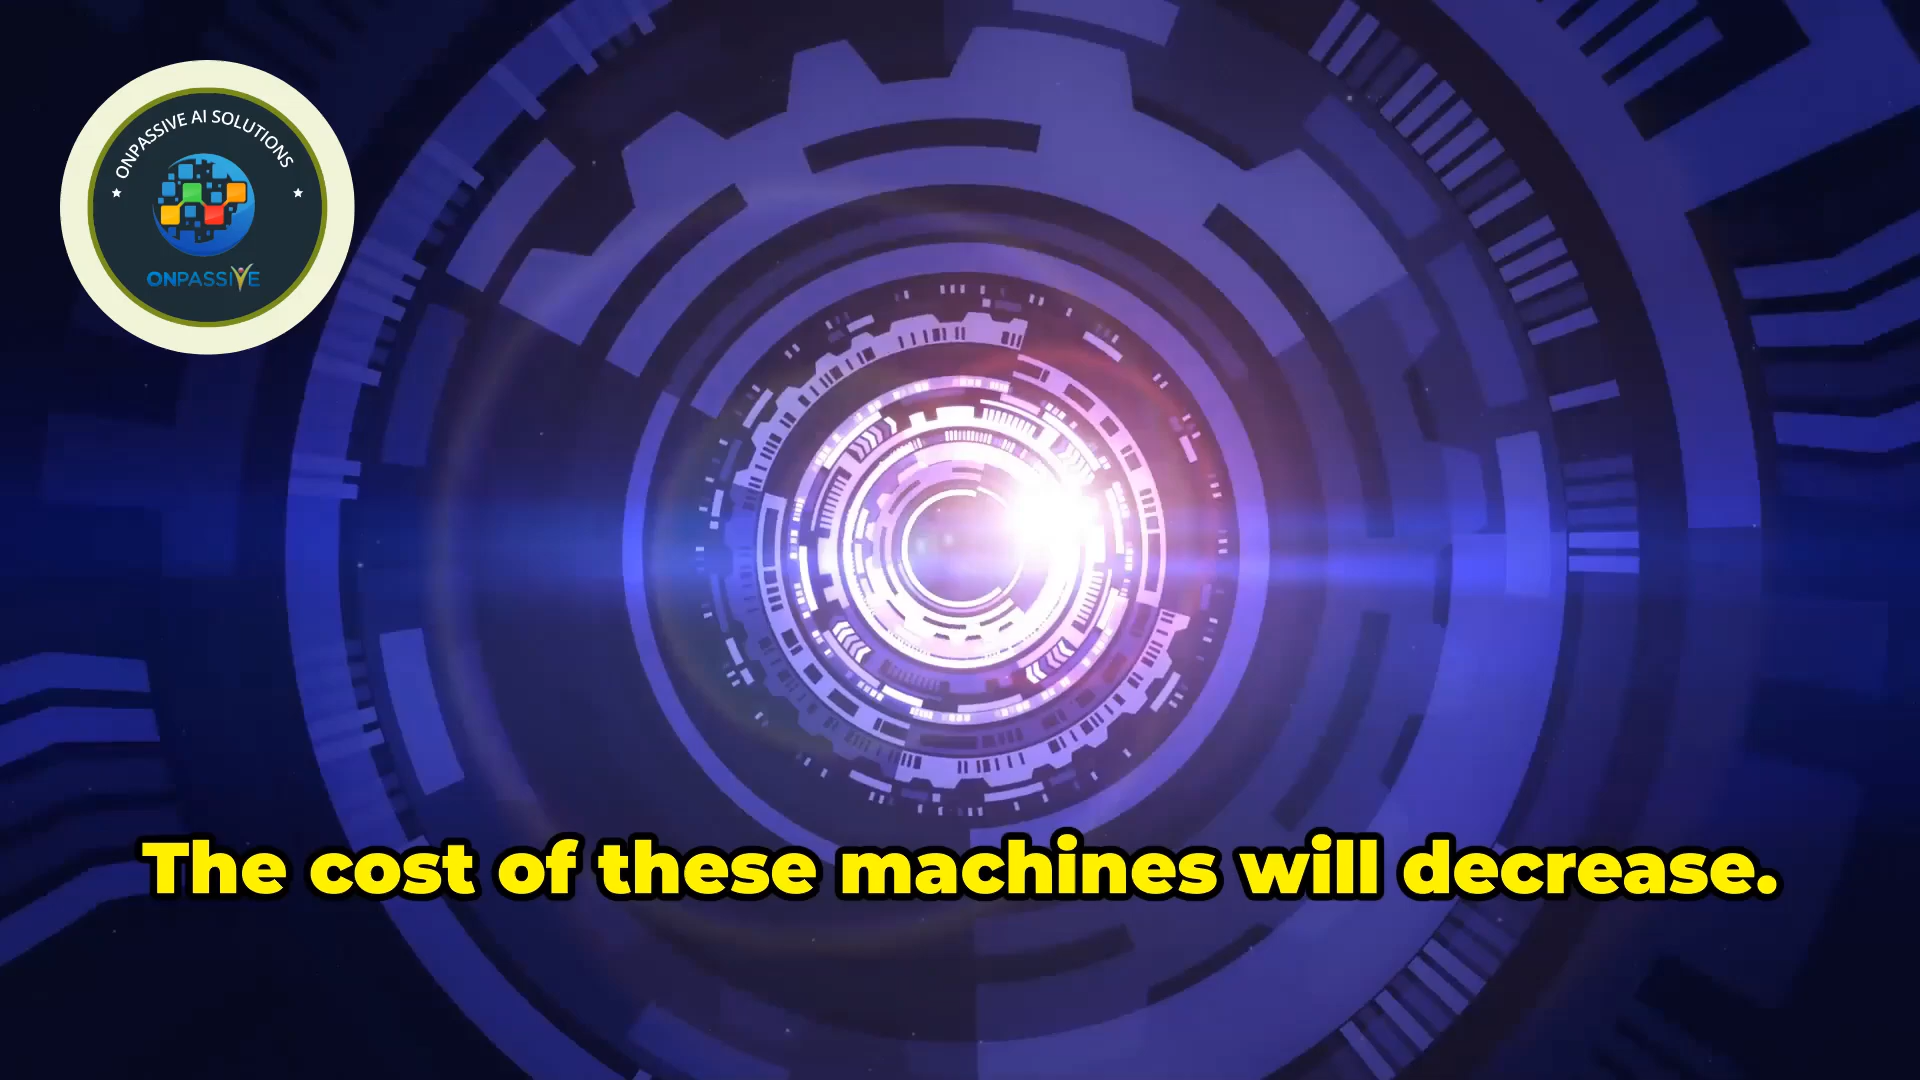 ONPASSIVE AI SOLUTIONS
ONPASSIVE
The cost of these machines will decrease.